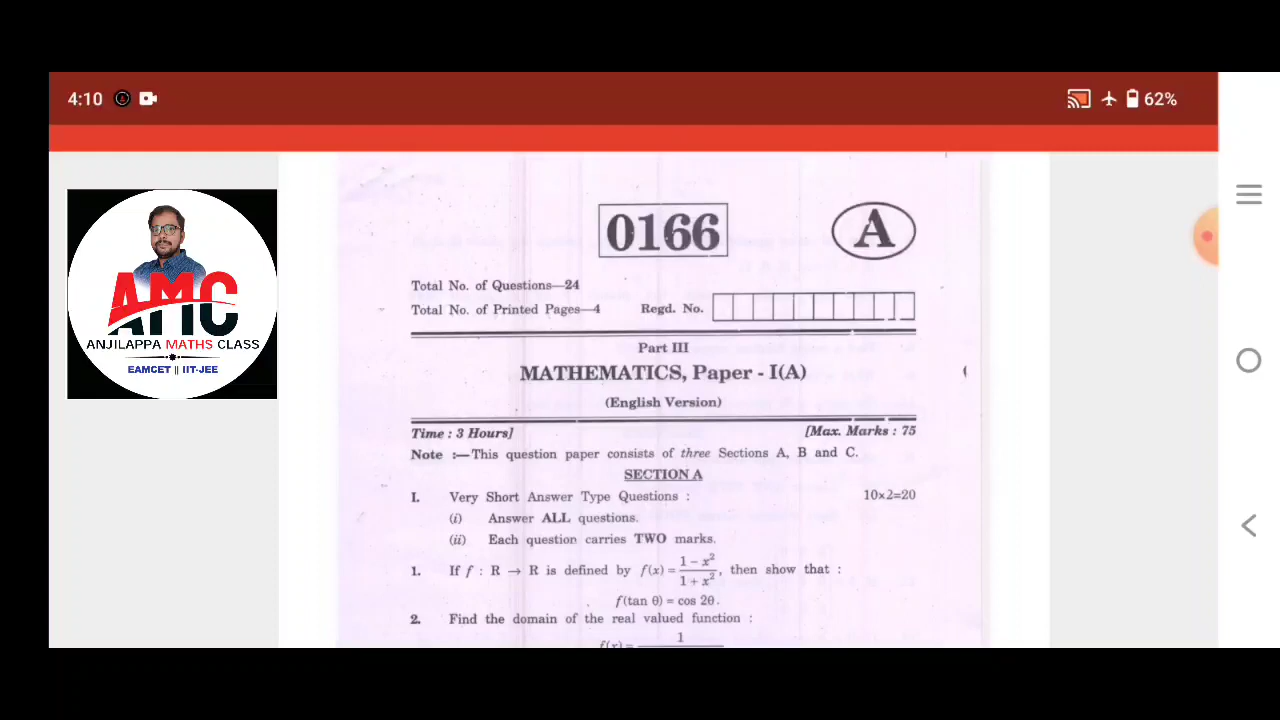 4:10
62%
AMC
ANJILAPPA MATHS CLASS
EAMCET || IIT-JEE
0166
A
Total No. of Questions—24
Total No. of Printed Pages—4 Regd. No.
Part III
MATHEMATICS, Paper - I(A)
(English Version)
Time : 3 Hours] [Max. Marks : 75
Note :—This question paper consists of three Sections A, B and C.
SECTION A
I. Very Short Answer Type Questions : 10×2=20
(i) Answer ALL questions.
(ii) Each question carries TWO marks.
1. If f : R → R is defined by f(x) = (1 − x²)/(1 + x²), then show that :
f(tan θ) = cos 2θ.
2. Find the domain of the real valued function :
f(x) = 1